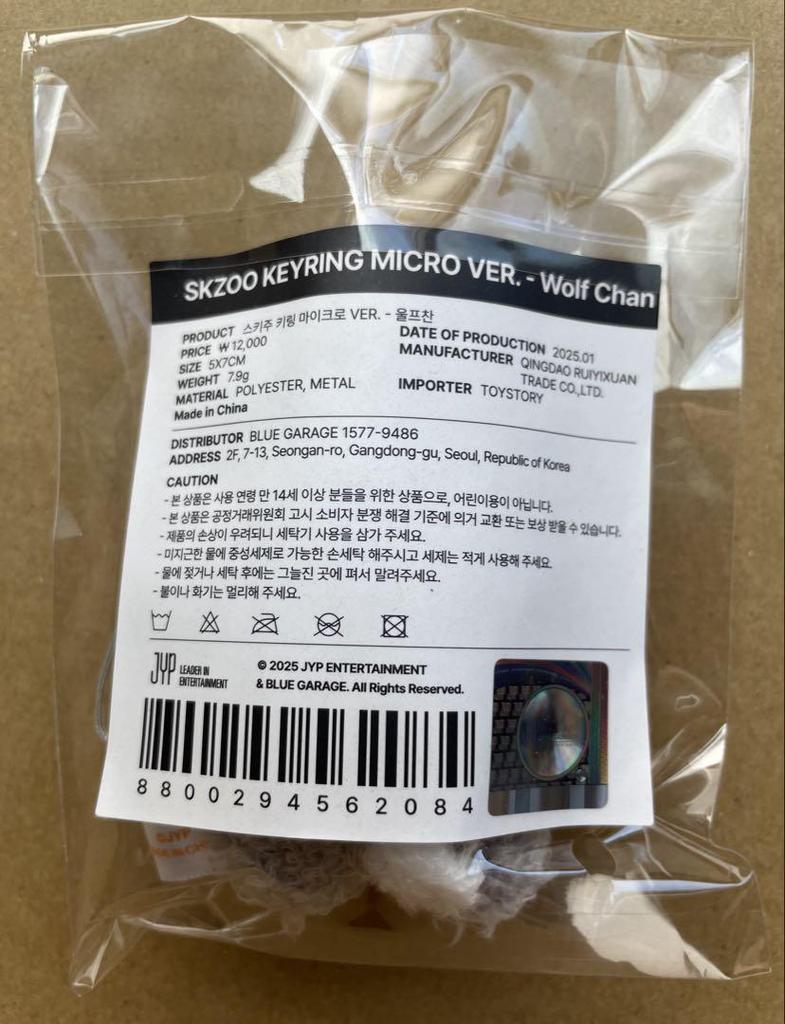 SKZOO KEYRING MICRO VER. - Wolf Chan
PRODUCT 스키주 키링 마이크로 VER. - 울프찬
PRICE ₩12,000
SIZE 5X7CM
WEIGHT 7.9g
MATERIAL POLYESTER, METAL
Made in China
DATE OF PRODUCTION 2025.01
MANUFACTURER QINGDAO RUIYIXUAN
TRADE CO.,LTD.
IMPORTER TOYSTORY
DISTRIBUTOR BLUE GARAGE 1577-9486
ADDRESS 2F, 7-13, Seongan-ro, Gangdong-gu, Seoul, Republic of Korea
CAUTION
- 본 상품은 사용 연령 만 14세 이상 분들을 위한 상품으로, 어린이용이 아닙니다.
- 본 상품은 공정거래위원회 고시 소비자 분쟁 해결 기준에 의거 교환 또는 보상 받을 수 있습니다.
- 제품의 손상이 우려되니 세탁기 사용을 삼가 주세요.
- 미지근한 물에 중성세제로 가능한 손세탁 해주시고 세제는 적게 사용해 주세요.
- 물에 젖거나 세탁 후에는 그늘진 곳에 펴서 말려주세요.
- 불이나 화기는 멀리해 주세요.
JYP LEADER IN
ENTERTAINMENT
© 2025 JYP ENTERTAINMENT
& BLUE GARAGE. All Rights Reserved.
8800294562084
©JYP